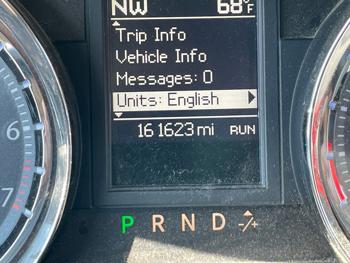 NW 68°F
Trip Info
Vehicle Info
Messages: 0
Units: English
161623 mi RUN
P R N D -/+
6
7